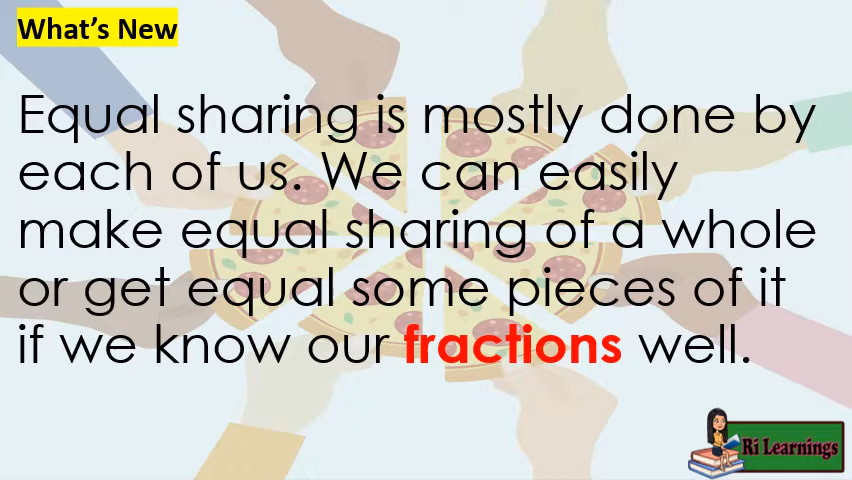 What's New
Equal sharing is mostly done by
each of us. We can easily
make equal sharing of a whole
or get equal some pieces of it
if we know our fractions well.
Ri Learnings